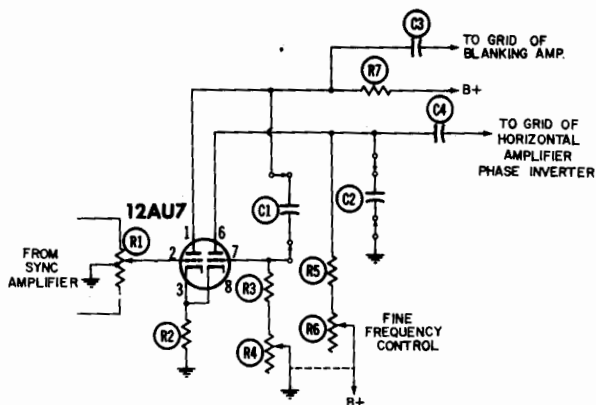 C3
TO GRID OF
BLANKING AMP.
R7
B+
C4
TO GRID OF
HORIZONTAL
AMPLIFIER
PHASE INVERTER
12AU7
1
6
C1
C2
R1
2
7
FROM
SYNC
AMPLIFIER
3
8
R3
R5
R2
R4
R6
FINE
FREQUENCY
CONTROL
B+